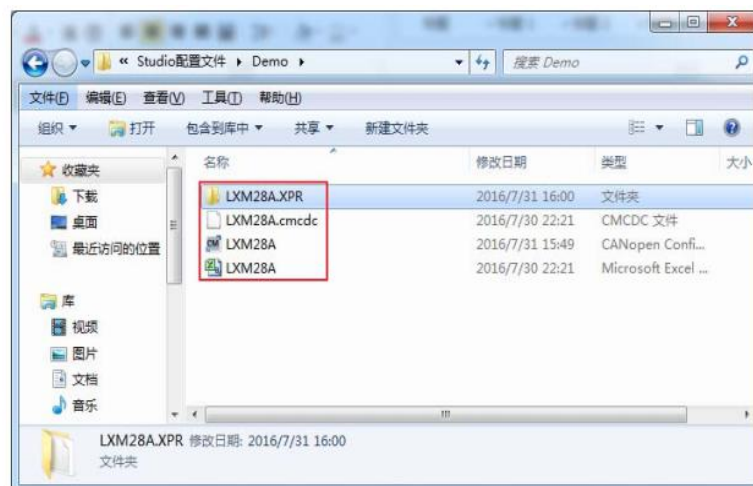 « Studio配置文件 ▸ Demo ▸
搜索 Demo
文件(F) 编辑(E) 查看(V) 工具(T) 帮助(H)
组织 打开 包含到库中 共享 新建文件夹
收藏夹
下载
桌面
最近访问的位置
库
视频
图片
文档
音乐
名称 修改日期 类型 大小
LXM28A.XPR 2016/7/31 16:00 文件夹
LXM28A.cmcdc 2016/7/30 22:21 CMCDC 文件
LXM28A 2016/7/31 15:49 CANopen Confi...
LXM28A 2016/7/30 22:21 Microsoft Excel ...
LXM28A.XPR 修改日期: 2016/7/31 16:00
文件夹